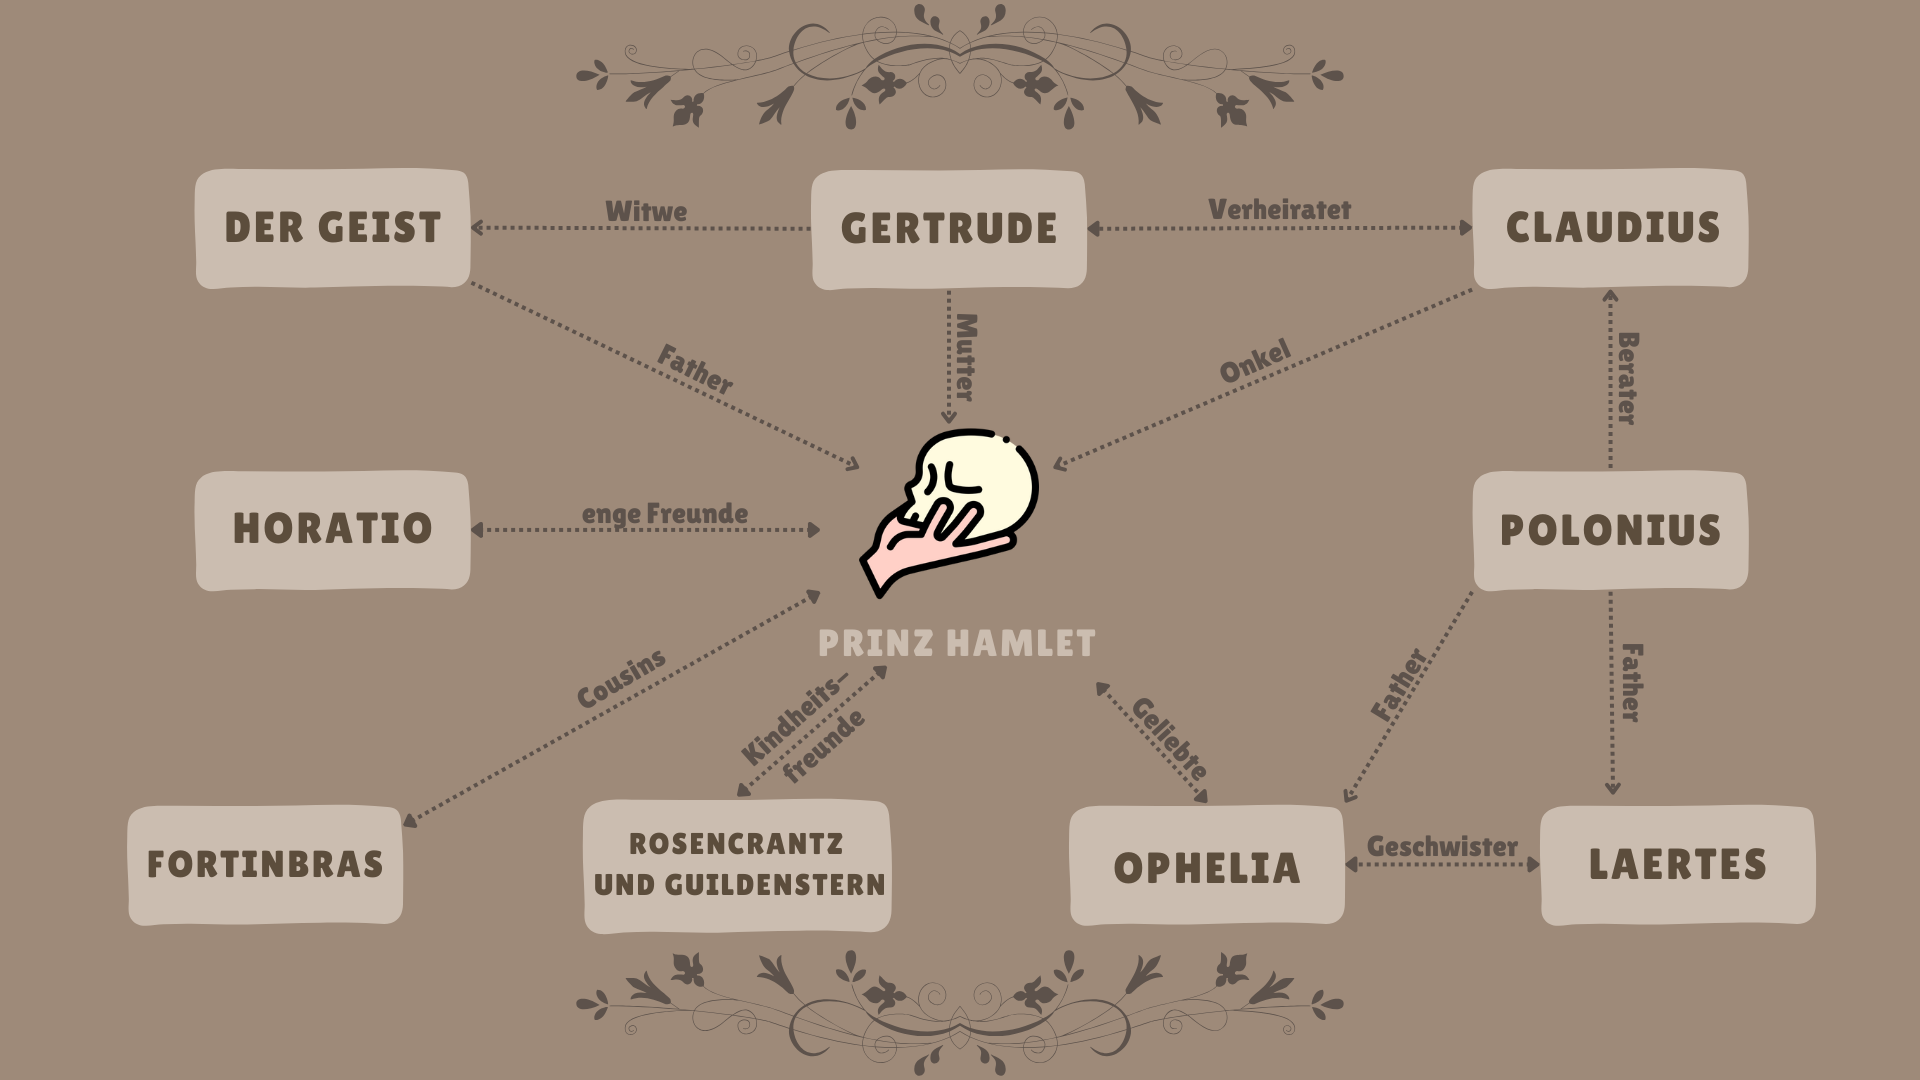 DER GEIST
Witwe
GERTRUDE
Verheiratet
CLAUDIUS
Father
Mutter
Onkel
Berater
HORATIO
enge Freunde
POLONIUS
PRINZ HAMLET
Cousins
Kindheits-
freunde
Geliebte
Father
Father
FORTINBRAS
ROSENCRANTZ
UND GUILDENSTERN
OPHELIA
Geschwister
LAERTES